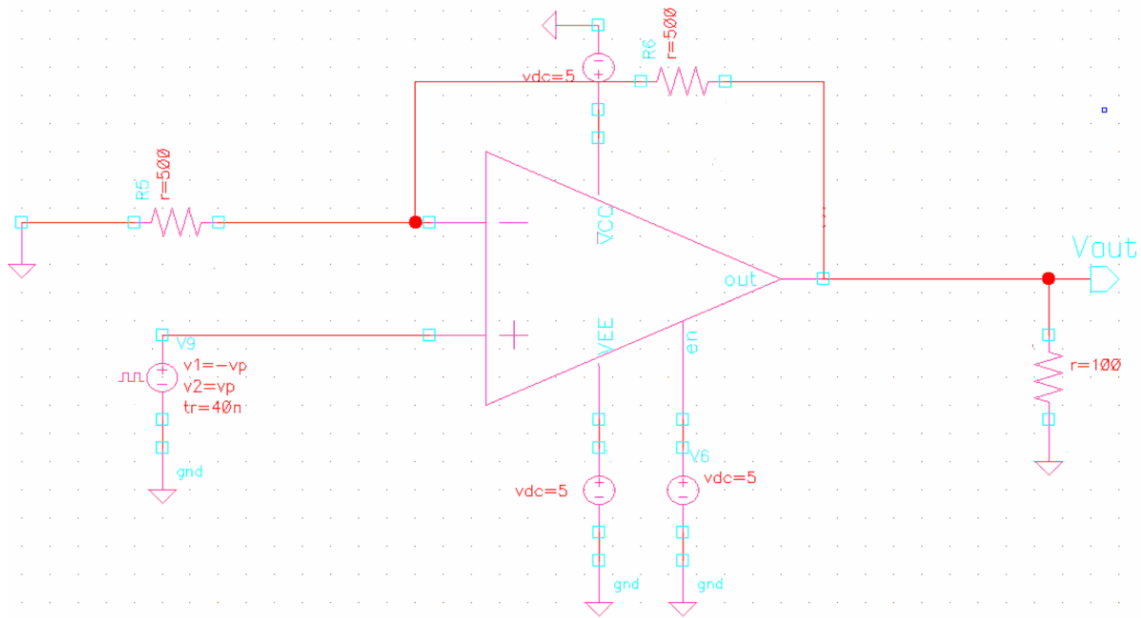 R6
r=500
vdc=5
R5
r=500
VCC
Vout
out
VEE
en
V9
v1=-vp
v2=vp
tr=40n
r=100
gnd
V6
vdc=5
vdc=5
gnd
gnd